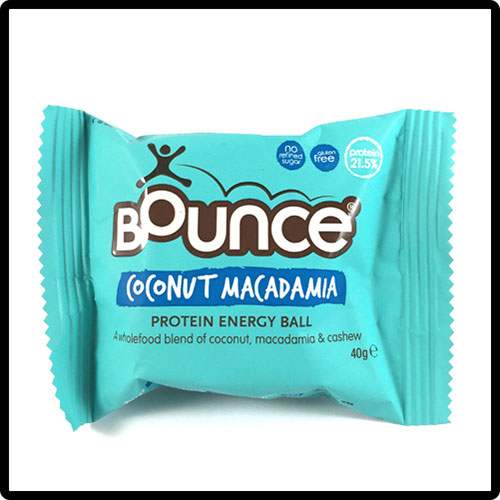 no
refined
sugar
gluten
free
protein
21.5%
BOUNCE®
COCONUT MACADAMIA
PROTEIN ENERGY BALL
A wholefood blend of coconut, macadamia & cashew
40g℮